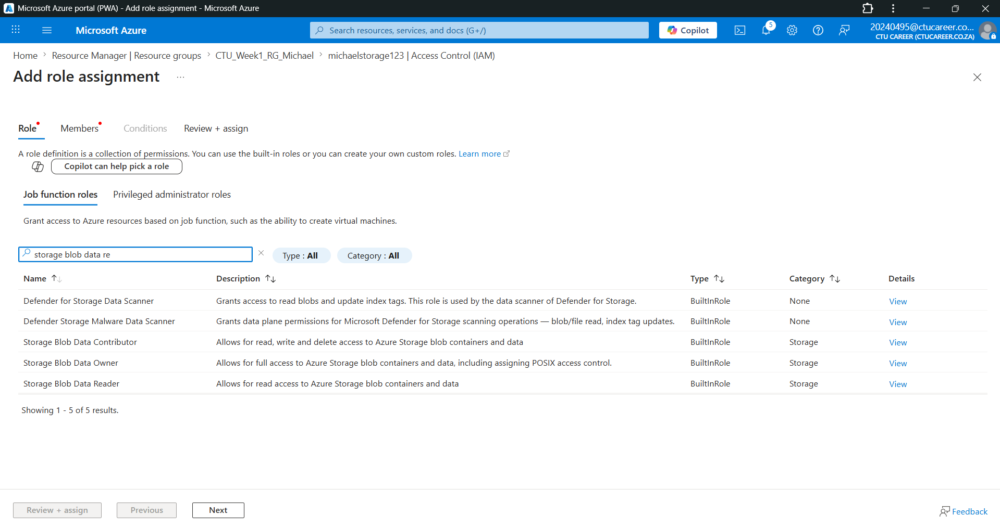 Microsoft Azure portal (PWA) - Add role assignment - Microsoft Azure
Microsoft Azure
Search resources, services, and docs (G+/)
Copilot
5
20240495@ctucareer.co...
CTU CAREER (CTUCAREER.CO.ZA)
Home > Resource Manager | Resource groups > CTU_Week1_RG_Michael > michaelstorage123 | Access Control (IAM)
Add role assignment ...
Role Members Conditions Review + assign
A role definition is a collection of permissions. You can use the built-in roles or you can create your own custom roles. Learn more
Copilot can help pick a role
Job function roles Privileged administrator roles
Grant access to Azure resources based on job function, such as the ability to create virtual machines.
storage blob data re Type : All Category : All
Name Description Type Category Details
Defender for Storage Data Scanner Grants access to read blobs and update index tags. This role is used by the data scanner of Defender for Storage. BuiltInRole None View
Defender Storage Malware Data Scanner Grants data plane permissions for Microsoft Defender for Storage scanning operations — blob/file read, index tag updates. BuiltInRole None View
Storage Blob Data Contributor Allows for read, write and delete access to Azure Storage blob containers and data BuiltInRole Storage View
Storage Blob Data Owner Allows for full access to Azure Storage blob containers and data, including assigning POSIX access control. BuiltInRole Storage View
Storage Blob Data Reader Allows for read access to Azure Storage blob containers and data BuiltInRole Storage View
Showing 1 - 5 of 5 results.
Review + assign Previous Next Feedback